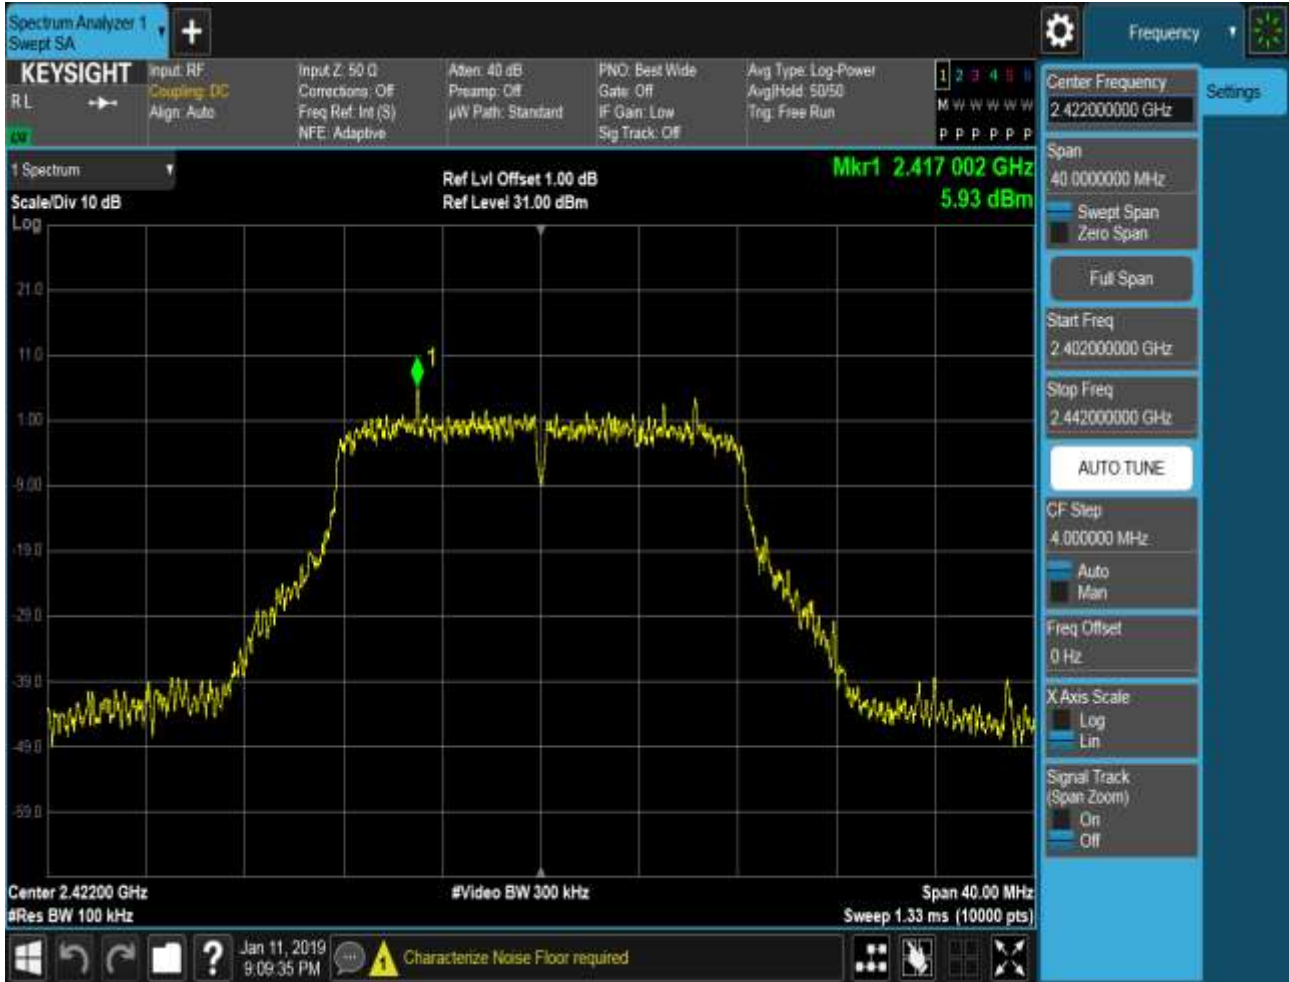 Spectrum Analyzer 1
Swept SA
Frequency
KEYSIGHT
R L
Input: RF
Coupling: DC
Align: Auto
Input Z: 50 Ω
Corrections: Off
Freq Ref: Int (S)
NFE: Adaptive
Atten: 40 dB
Preamp: Off
µW Path: Standard
PNO: Best Wide
Gate: Off
IF Gain: Low
Sig Track: Off
Avg Type: Log-Power
Avg|Hold: 50/50
Trig: Free Run
1 2 3 4 5 6
M W W W W W
P P P P P P
1 Spectrum
Scale/Div 10 dB
Log
Ref Lvl Offset 1.00 dB
Ref Level 31.00 dBm
Mkr1 2.417 002 GHz
5.93 dBm
21.0
11.0
1.00
-9.00
-19.0
-29.0
-39.0
-49.0
-59.0
1
Center 2.42200 GHz
#Res BW 100 kHz
#Video BW 300 kHz
Span 40.00 MHz
Sweep 1.33 ms (10000 pts)
Settings
Center Frequency
2.422000000 GHz
Span
40.0000000 MHz
Swept Span
Zero Span
Full Span
Start Freq
2.402000000 GHz
Stop Freq
2.442000000 GHz
AUTO TUNE
CF Step
4.000000 MHz
Auto
Man
Freq Offset
0 Hz
X Axis Scale
Log
Lin
Signal Track
(Span Zoom)
On
Off
?
Jan 11, 2019
9:09:35 PM
1
Characterize Noise Floor required